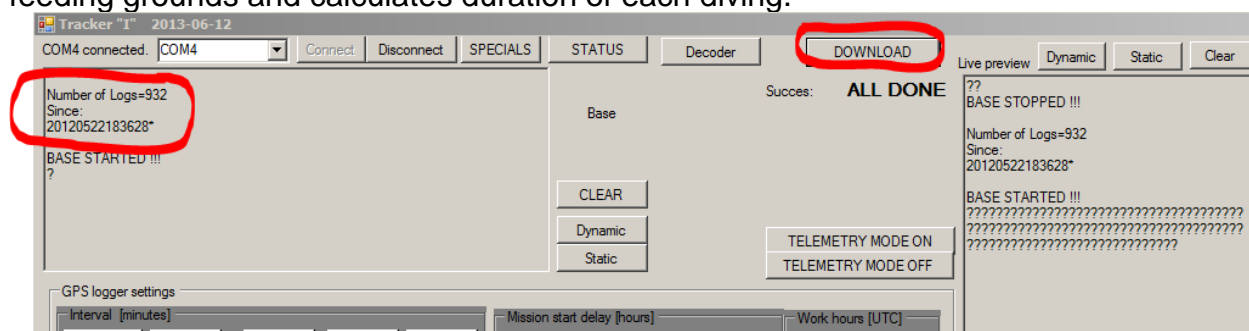 feeding grounds and calculates duration of each diving.
Tracker "I" 2013-06-12
COM4 connected. COM4 Connect Disconnect SPECIALS STATUS Decoder DOWNLOAD Live preview Dynamic Static Clear
Number of Logs=932
Since:
20120522183628*
BASE STARTED !!!
?
Base
Succes: ALL DONE
CLEAR
Dynamic
Static
TELEMETRY MODE ON
TELEMETRY MODE OFF
??
BASE STOPPED !!!
Number of Logs=932
Since:
20120522183628*
BASE STARTED !!!
??????????????????????????????????????
??????????????????????????????????????
?????????????????????????????
GPS logger settings
Interval [minutes] Mission start delay [hours] Work hours [UTC]